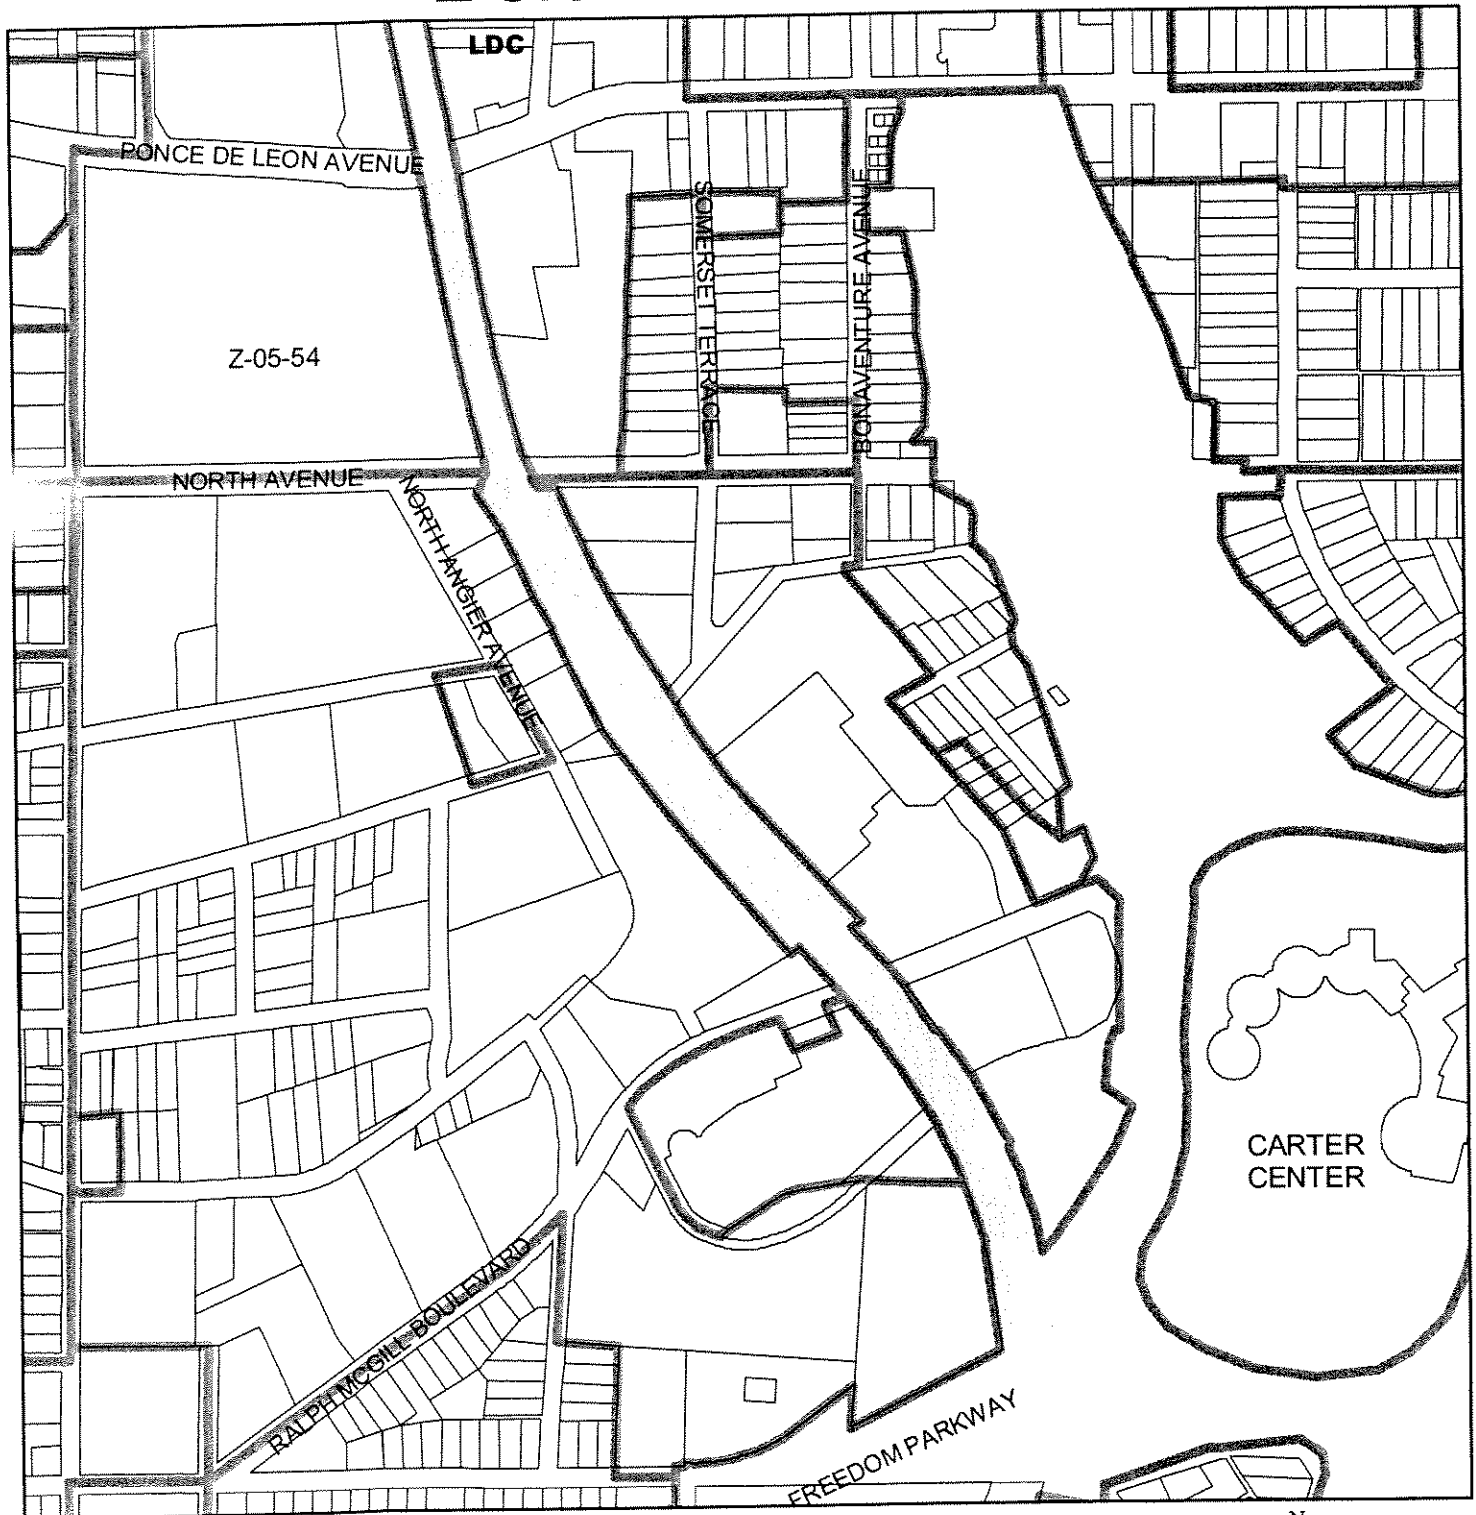 LDC
PONCE DE LEON AVENUE
SOMERSET TERRACE
BONAVENTURE AVENUE
Z-05-54
NORTH AVENUE
NORTH ANGIER AVENUE
CARTER
CENTER
RALPH MCGILL BOULEVARD
FREEDOM PARKWAY
N